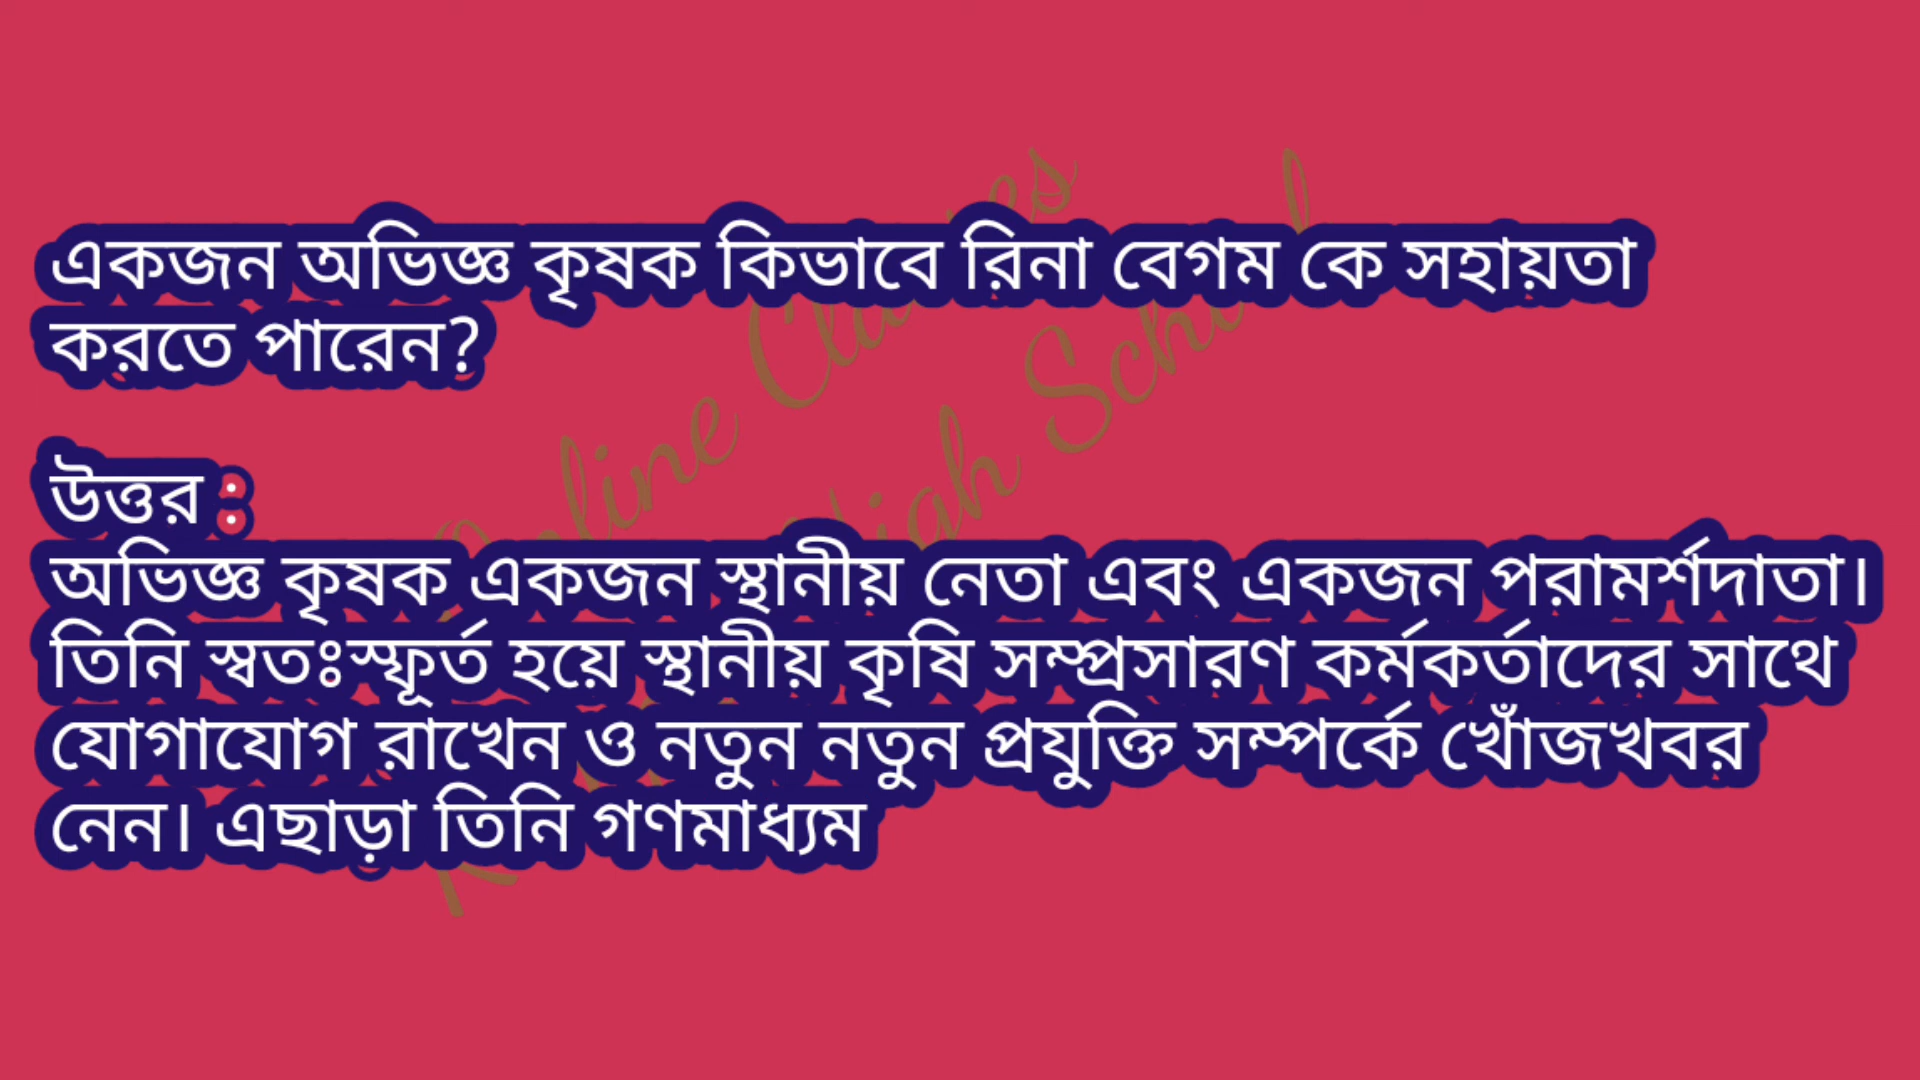 একজন অভিজ্ঞ কৃষক কিভাবে রিনা বেগম কে সহায়তা
করতে পারেন?
উত্তর :
অভিজ্ঞ কৃষক একজন স্থানীয় নেতা এবং একজন পরামর্শদাতা।
তিনি স্বতঃস্ফূর্ত হয়ে স্থানীয় কৃষি সম্প্রসারণ কর্মকর্তাদের সাথে
যোগাযোগ রাখেন ও নতুন নতুন প্রযুক্তি সম্পর্কে খোঁজখবর
নেন। এছাড়া তিনি গণমাধ্যম